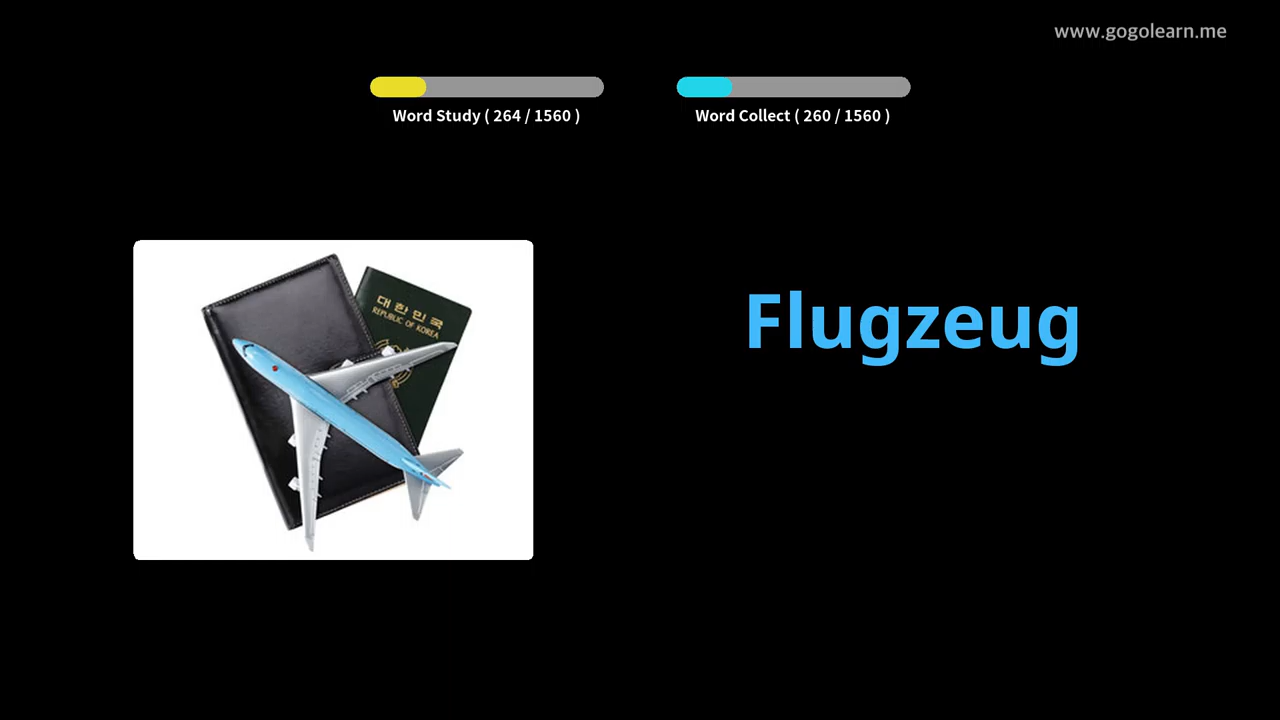 www.gogolearn.me
Word Study ( 264 / 1560 )
Word Collect ( 260 / 1560 )
대한민국
REPUBLIC OF KOREA
Flugzeug